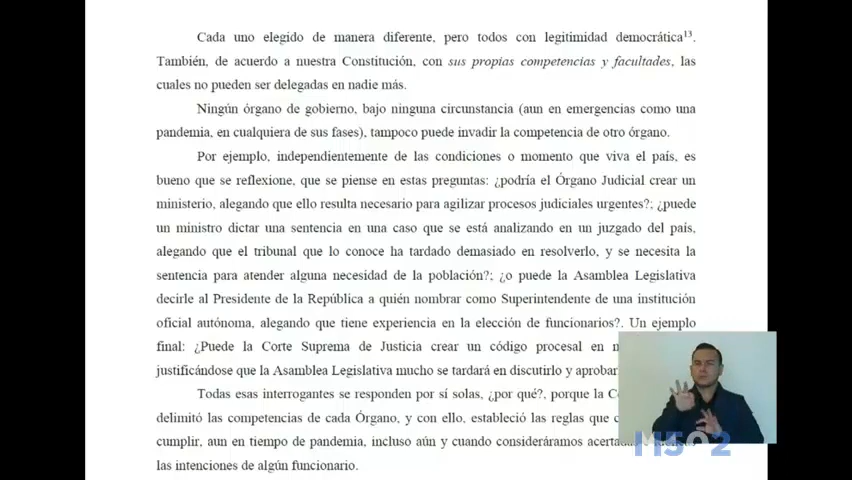 Cada uno elegido de manera diferente, pero todos con legitimidad democrática¹³.
También, de acuerdo a nuestra Constitución, con sus propias competencias y facultades, las
cuales no pueden ser delegadas en nadie más.
Ningún órgano de gobierno, bajo ninguna circunstancia (aun en emergencias como una
pandemia, en cualquiera de sus fases), tampoco puede invadir la competencia de otro órgano.
Por ejemplo, independientemente de las condiciones o momento que viva el país, es
bueno que se reflexione, que se piense en estas preguntas: ¿podría el Órgano Judicial crear un
ministerio, alegando que ello resulta necesario para agilizar procesos judiciales urgentes?; ¿puede
un ministro dictar una sentencia en una caso que se está analizando en un juzgado del país,
alegando que el tribunal que lo conoce ha tardado demasiado en resolverlo, y se necesita la
sentencia para atender alguna necesidad de la población?; ¿o puede la Asamblea Legislativa
decirle al Presidente de la República a quién nombrar como Superintendente de una institución
oficial autónoma, alegando que tiene experiencia en la elección de funcionarios?. Un ejemplo
final: ¿Puede la Corte Suprema de Justicia crear un código procesal en
justificándose que la Asamblea Legislativa mucho se tardará en discutirlo y
Todas esas interrogantes se responden por sí solas, ¿por qué?, porque la
delimitó las competencias de cada Órgano, y con ello, estableció las reglas que
cumplir, aun en tiempo de pandemia, incluso aún y cuando consideráramos
las intenciones de algún funcionario.